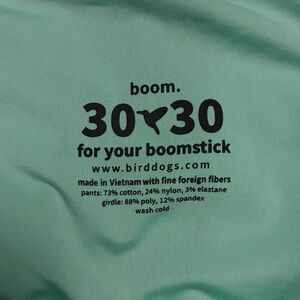 boom.
30 30
for your boomstick
www.birddogs.com
made in Vietnam with fine foreign fibers
pants: 73% cotton, 24% nylon, 3% elastane
girdle: 88% poly, 12% spandex
wash cold